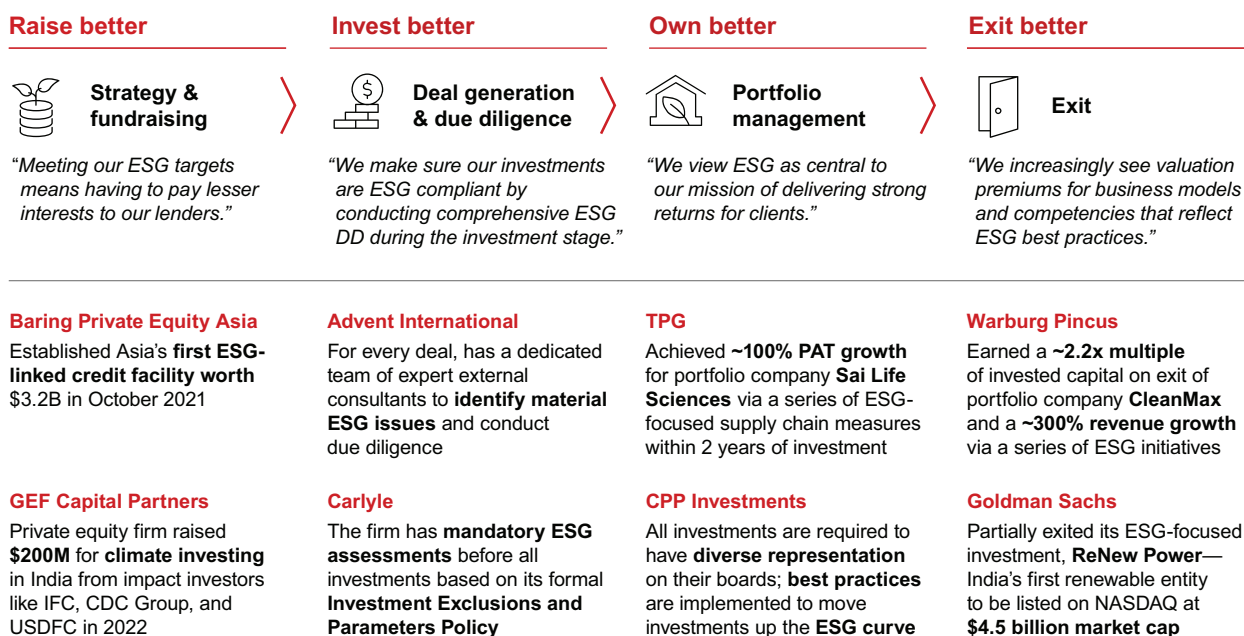 Raise better
Invest better
Own better
Exit better
Strategy &
fundraising
Deal generation
& due diligence
Portfolio
management
Exit
“Meeting our ESG targets
means having to pay lesser
interests to our lenders.”
“We make sure our investments
are ESG compliant by
conducting comprehensive ESG
DD during the investment stage.”
“We view ESG as central to
our mission of delivering strong
returns for clients.”
“We increasingly see valuation
premiums for business models
and competencies that reflect
ESG best practices.”
Baring Private Equity Asia
Established Asia’s first ESG-
linked credit facility worth
$3.2B in October 2021
Advent International
For every deal, has a dedicated
team of expert external
consultants to identify material
ESG issues and conduct
due diligence
TPG
Achieved ~100% PAT growth
for portfolio company Sai Life
Sciences via a series of ESG-
focused supply chain measures
within 2 years of investment
Warburg Pincus
Earned a ~2.2x multiple
of invested capital on exit of
portfolio company CleanMax
and a ~300% revenue growth
via a series of ESG initiatives
GEF Capital Partners
Private equity firm raised
$200M for climate investing
in India from impact investors
like IFC, CDC Group, and
USDFC in 2022
Carlyle
The firm has mandatory ESG
assessments before all
investments based on its formal
Investment Exclusions and
Parameters Policy
CPP Investments
All investments are required to
have diverse representation
on their boards; best practices
are implemented to move
investments up the ESG curve
Goldman Sachs
Partially exited its ESG-focused
investment, ReNew Power—
India’s first renewable entity
to be listed on NASDAQ at
$4.5 billion market cap